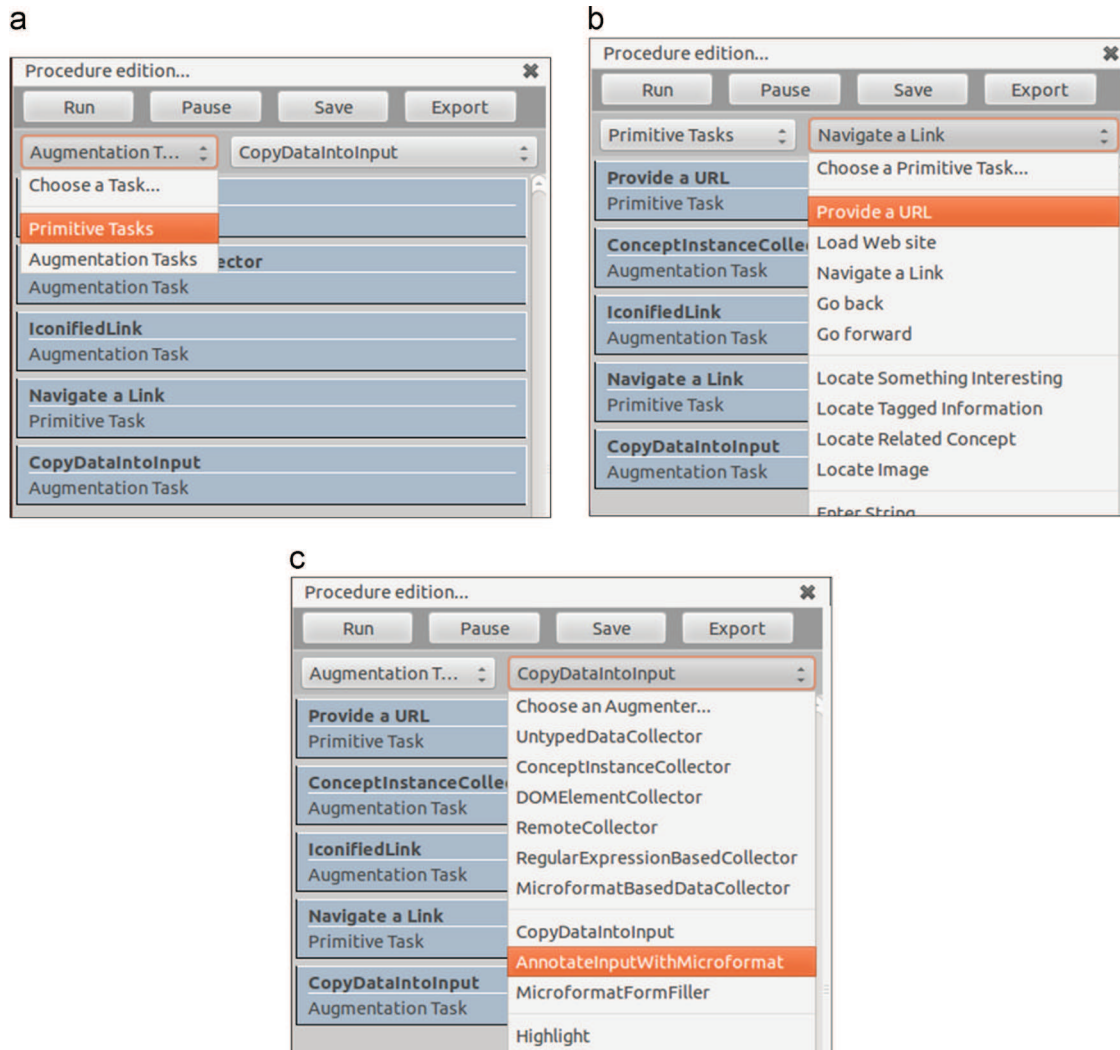 a
Procedure edition...
Run Pause Save Export
Augmentation T... CopyDataIntoInput
Choose a Task...
Primitive Tasks
Augmentation Tasks ector
Augmentation Task
IconifiedLink
Augmentation Task
Navigate a Link
Primitive Task
CopyDataIntoInput
Augmentation Task
b
Procedure edition...
Run Pause Save Export
Primitive Tasks Navigate a Link
Provide a URL
Primitive Task
ConceptInstanceColle
Augmentation Task
IconifiedLink
Augmentation Task
Navigate a Link
Primitive Task
CopyDataIntoInput
Augmentation Task
Choose a Primitive Task...
Provide a URL
Load Web site
Navigate a Link
Go back
Go forward
Locate Something Interesting
Locate Tagged Information
Locate Related Concept
Locate Image
Enter String
c
Procedure edition...
Run Pause Save Export
Augmentation T... CopyDataIntoInput
Provide a URL
Primitive Task
ConceptInstanceColle
Augmentation Task
IconifiedLink
Augmentation Task
Navigate a Link
Primitive Task
CopyDataIntoInput
Augmentation Task
Choose an Augmenter...
UntypedDataCollector
ConceptInstanceCollector
DOMElementCollector
RemoteCollector
RegularExpressionBasedCollector
MicroformatBasedDataCollector
CopyDataIntoInput
AnnotateInputWithMicroformat
MicroformatFormFiller
Highlight